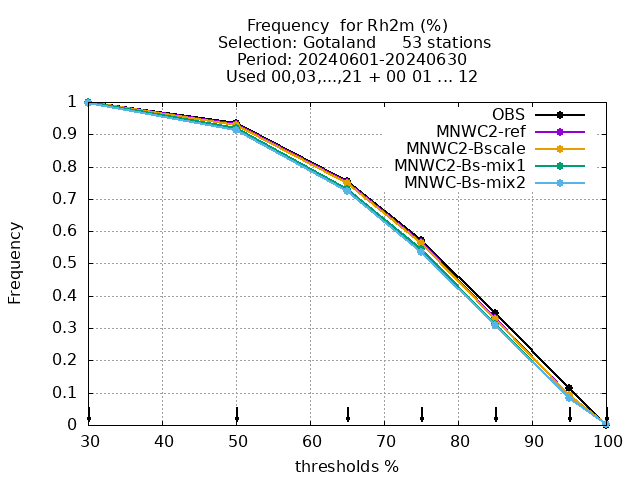 Frequency  for Rh2m (%)
Selection: Gotaland     53 stations
Period: 20240601-20240630
Used 00,03,...,21 + 00 01 ... 12
OBS
MNWC2-ref
MNWC2-Bscale
MNWC2-Bs-mix1
MNWC-Bs-mix2
Frequency
1
0.9
0.8
0.7
0.6
0.5
0.4
0.3
0.2
0.1
0
30 40 50 60 70 80 90 100
thresholds %